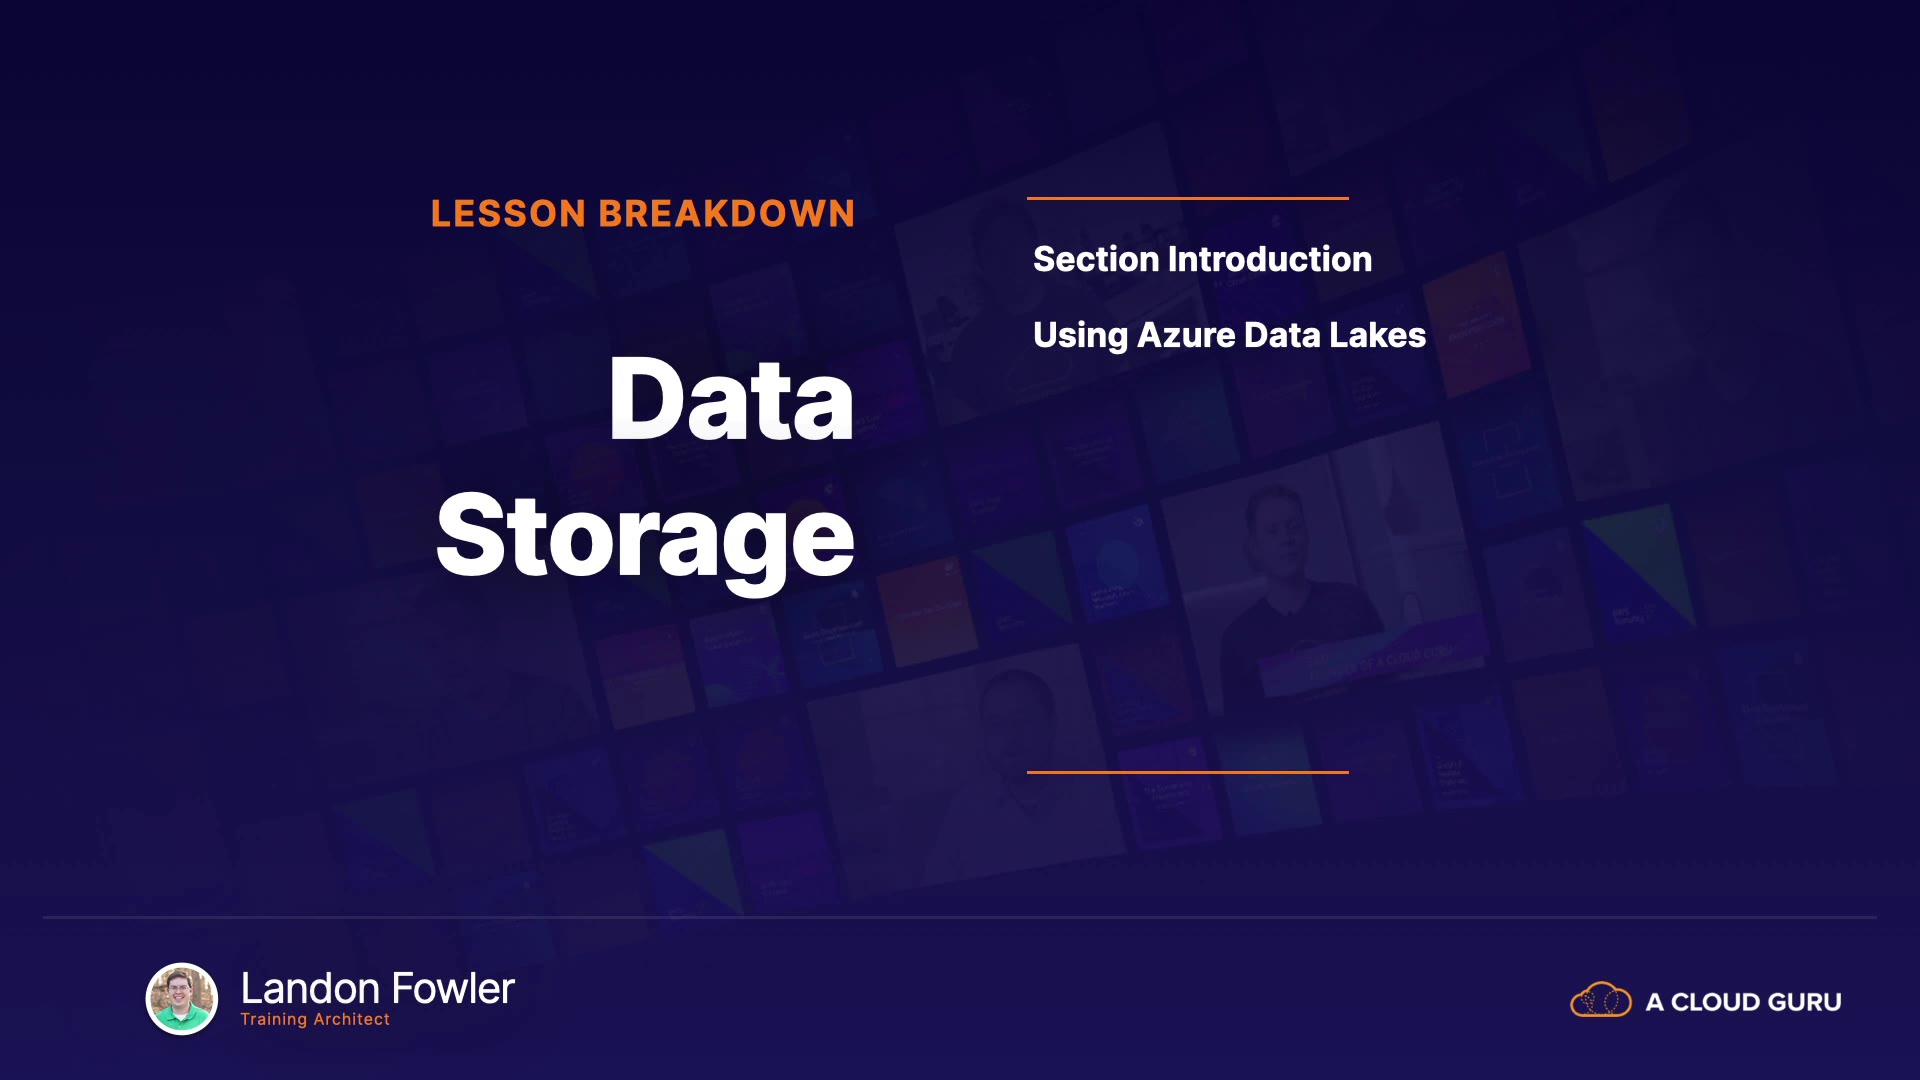 LESSON BREAKDOWN
Data
Storage
Section Introduction
Using Azure Data Lakes
Landon Fowler
Training Architect
A CLOUD GURU